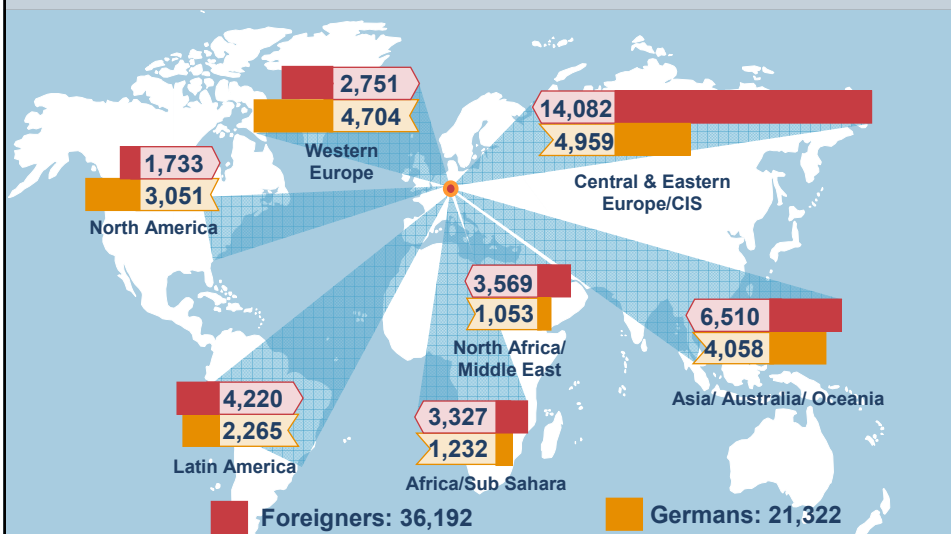 2,751
4,704
Western
Europe
14,082
4,959
Central & Eastern
Europe/CIS
1,733
3,051
North America
3,569
1,053
North Africa/
Middle East
6,510
4,058
Asia/ Australia/ Oceania
4,220
2,265
Latin America
3,327
1,232
Africa/Sub Sahara
Foreigners: 36,192
Germans: 21,322